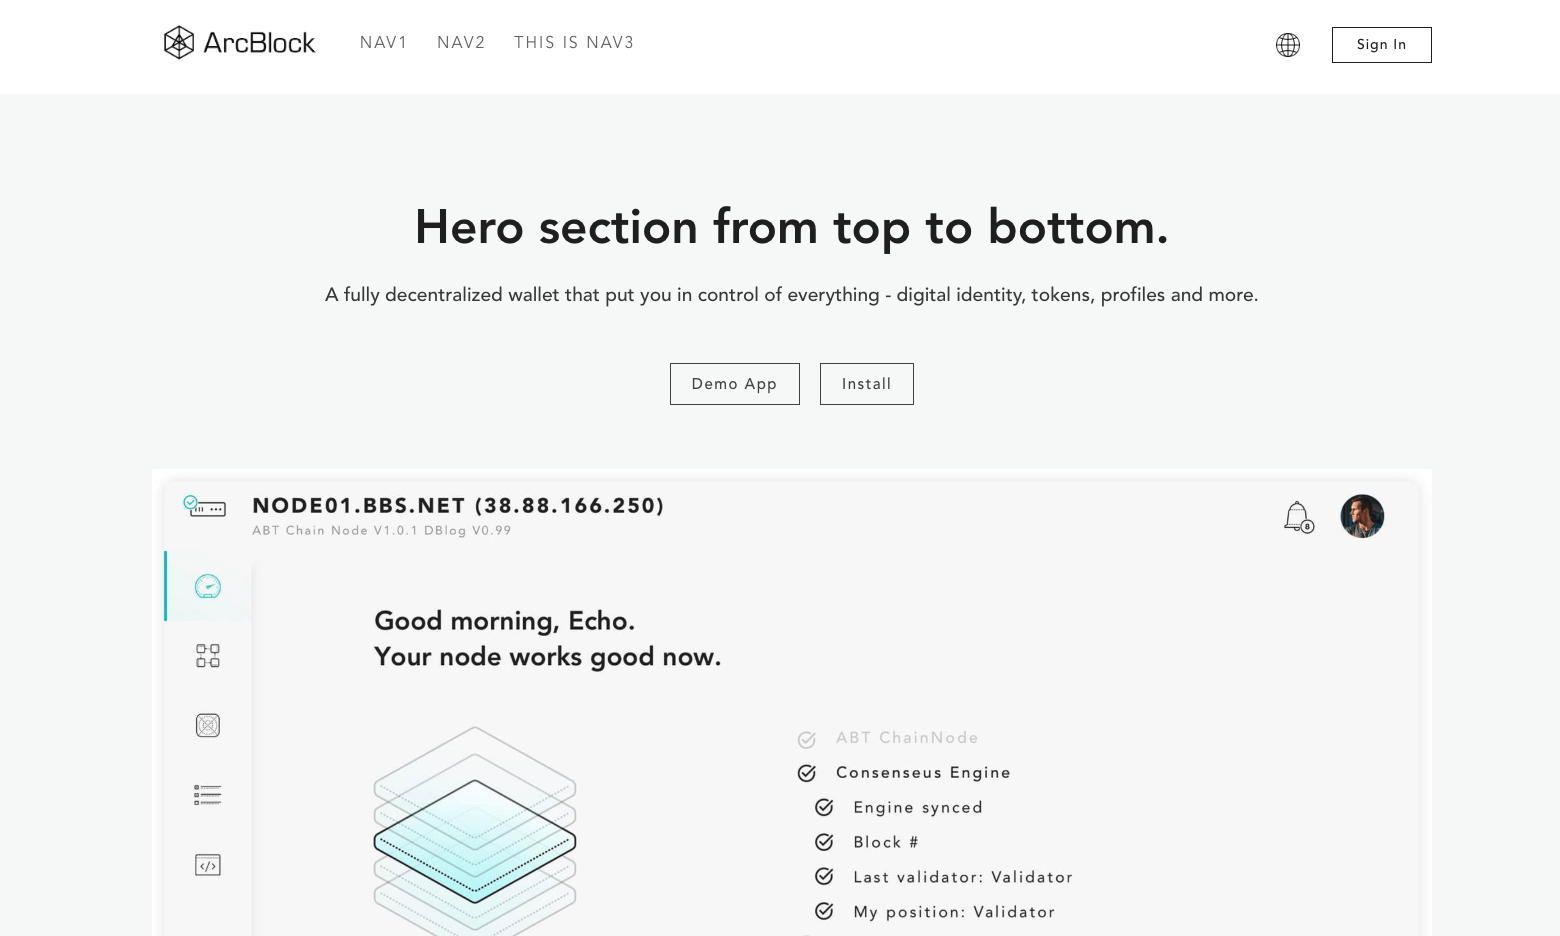 ArcBlock
NAV1 NAV2 THIS IS NAV3
Sign In
Hero section from top to bottom.
A fully decentralized wallet that put you in control of everything - digital identity, tokens, profiles and more.
Demo App Install
NODE01.BBS.NET (38.88.166.250)
ABT Chain Node V1.0.1 DBlog V0.99
8
Good morning, Echo.
Your node works good now.
ABT ChainNode
Consenseus Engine
Engine synced
Block #
Last validator: Validator
My position: Validator